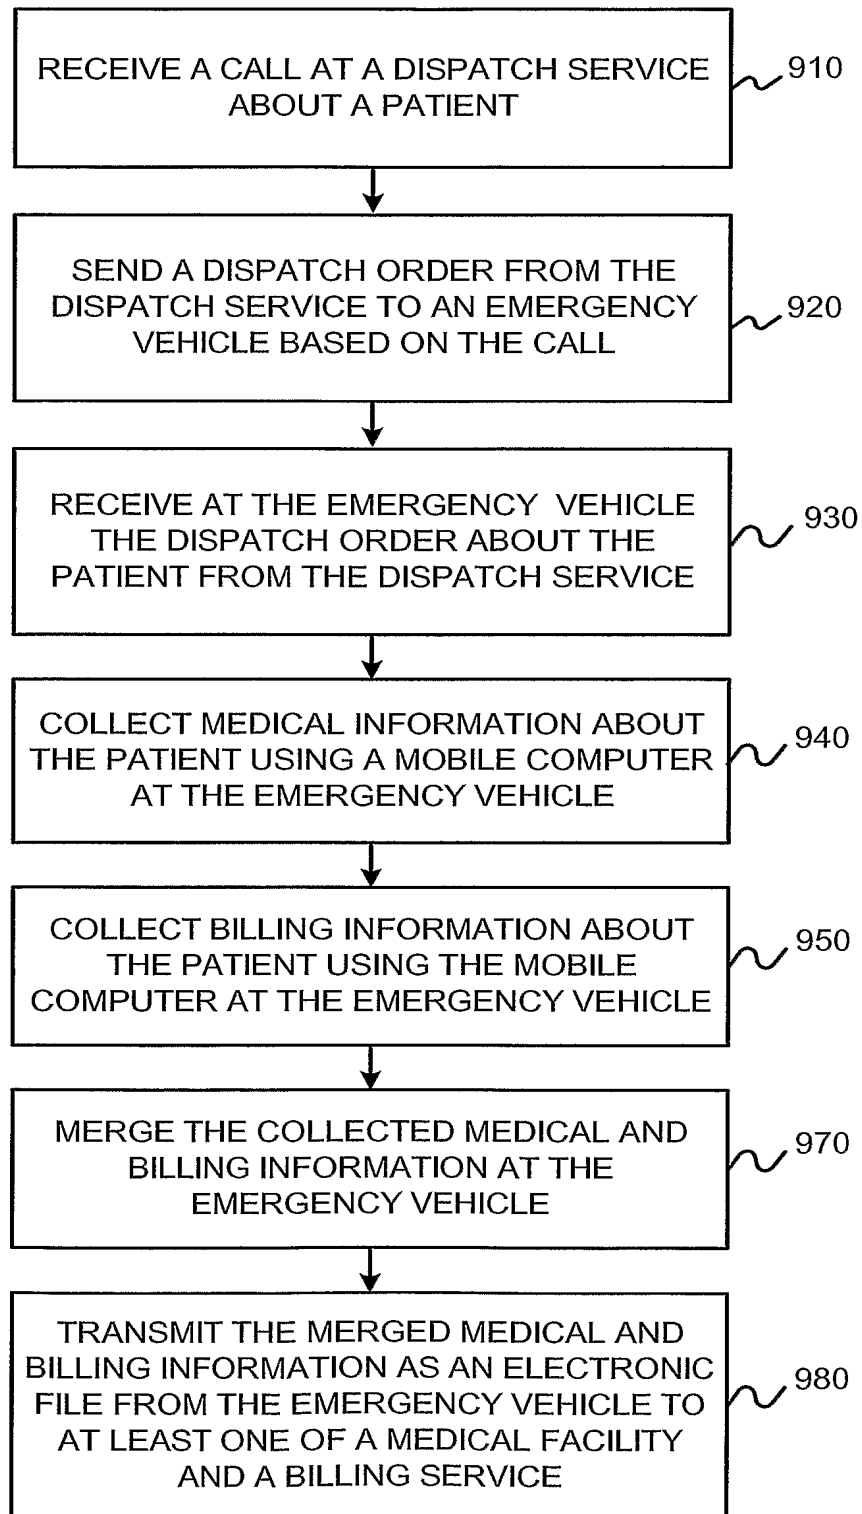 RECEIVE A CALL AT A DISPATCH SERVICE
ABOUT A PATIENT
910
SEND A DISPATCH ORDER FROM THE
DISPATCH SERVICE TO AN EMERGENCY
VEHICLE BASED ON THE CALL
920
RECEIVE AT THE EMERGENCY VEHICLE
THE DISPATCH ORDER ABOUT THE
PATIENT FROM THE DISPATCH SERVICE
930
COLLECT MEDICAL INFORMATION ABOUT
THE PATIENT USING A MOBILE COMPUTER
AT THE EMERGENCY VEHICLE
940
COLLECT BILLING INFORMATION ABOUT
THE PATIENT USING THE MOBILE
COMPUTER AT THE EMERGENCY VEHICLE
950
MERGE THE COLLECTED MEDICAL AND
BILLING INFORMATION AT THE
EMERGENCY VEHICLE
970
TRANSMIT THE MERGED MEDICAL AND
BILLING INFORMATION AS AN ELECTRONIC
FILE FROM THE EMERGENCY VEHICLE TO
AT LEAST ONE OF A MEDICAL FACILITY
AND A BILLING SERVICE
980